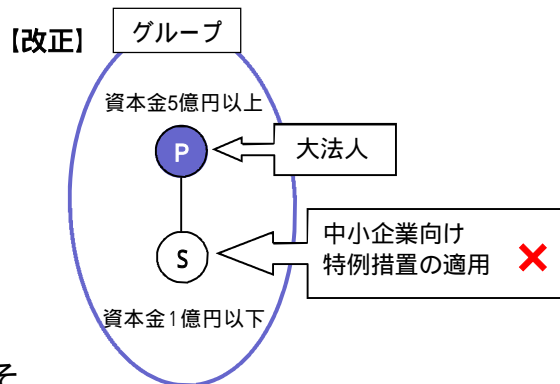 【改正】
グループ
資本金5億円以上
P
大法人
S
中小企業向け
特例措置の適用
資本金1億円以下
そ